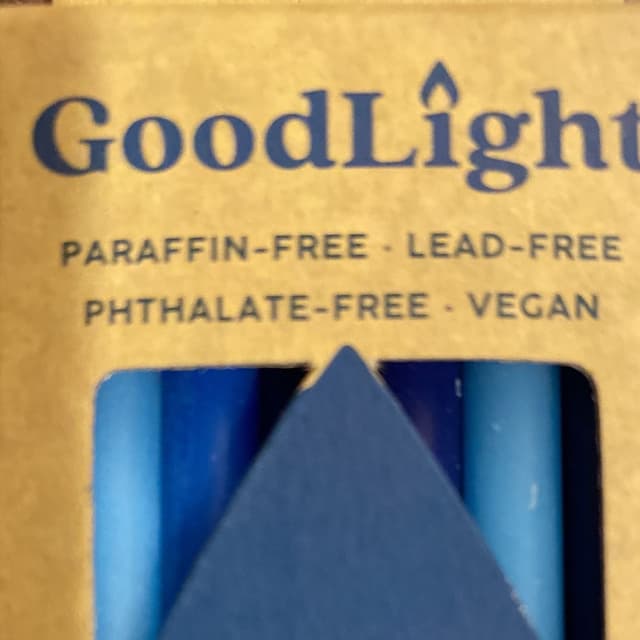 GoodLight
PARAFFIN-FREE · LEAD-FREE
PHTHALATE-FREE · VEGAN